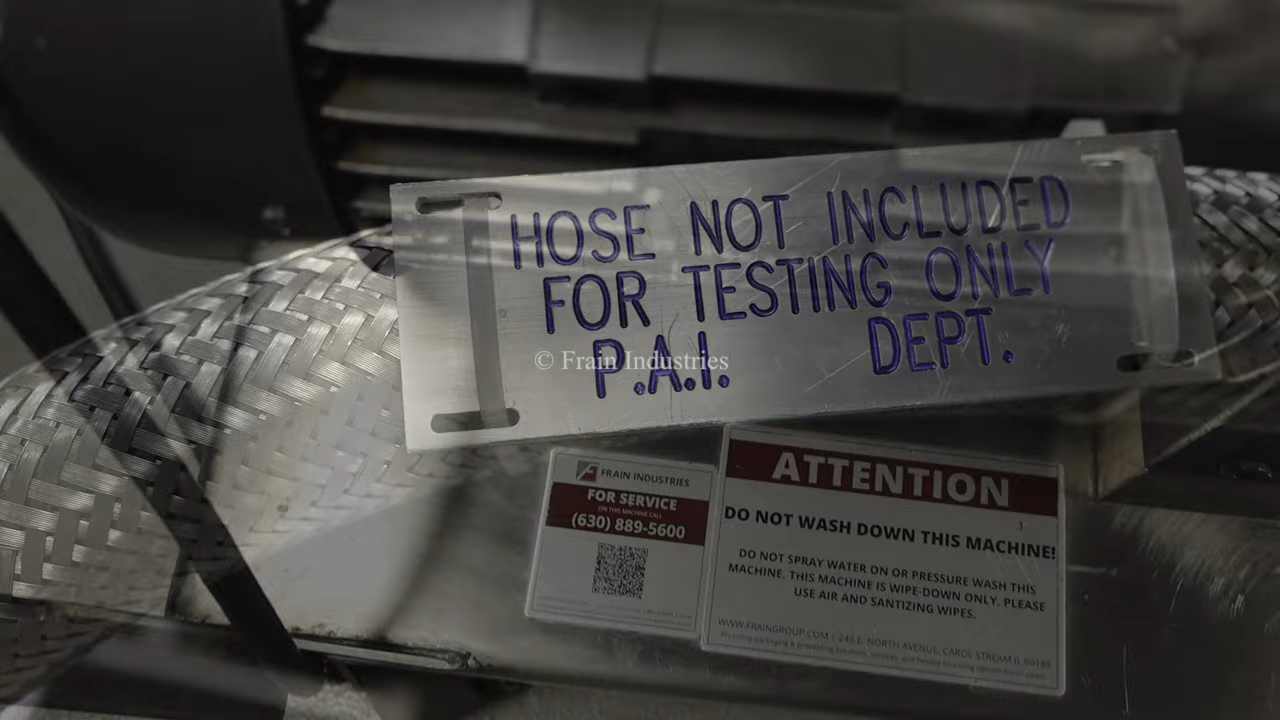 HOSE NOT INCLUDED
FOR TESTING ONLY
P.A.I. DEPT.
© Frain Industries
FRAIN INDUSTRIES
FOR SERVICE
ON THIS MACHINE CALL
(630) 889-5600
ATTENTION
DO NOT WASH DOWN THIS MACHINE!
DO NOT SPRAY WATER ON OR PRESSURE WASH THIS
MACHINE. THIS MACHINE IS WIPE-DOWN ONLY. PLEASE
USE AIR AND SANTIZING WIPES.
WWW.FRAINGROUP.COM | 245 E. NORTH AVENUE, CAROL STREAM IL 60188